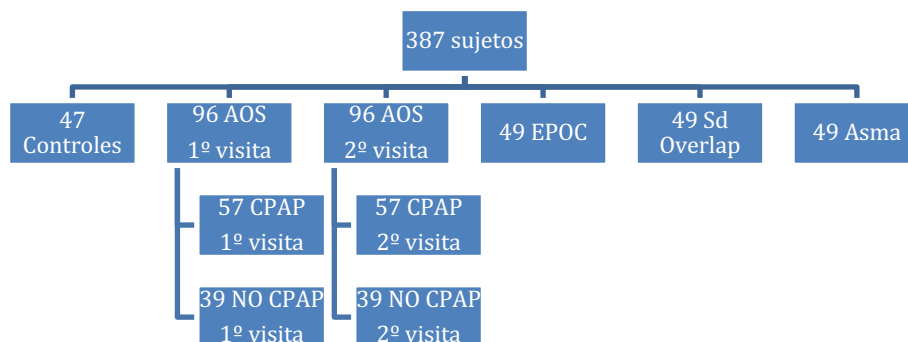 387 sujetos
47
Controles
96 AOS
1º visita
96 AOS
2º visita
49 EPOC
49 Sd
Overlap
49 Asma
57 CPAP
1º visita
57 CPAP
2º visita
39 NO CPAP
1º visita
39 NO CPAP
2º visita